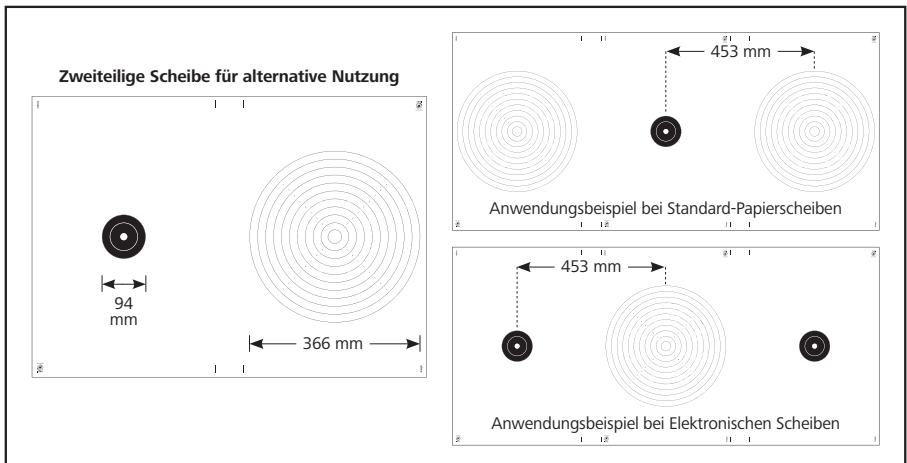 Zweiteilige Scheibe für alternative Nutzung
94
mm
366 mm
453 mm
Anwendungsbeispiel bei Standard-Papierscheiben
453 mm
Anwendungsbeispiel bei Elektronischen Scheiben